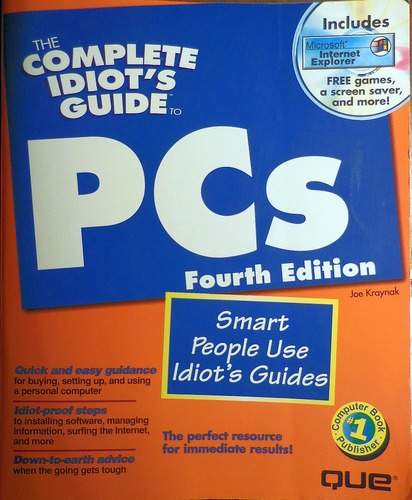 THE
COMPLETE
IDIOT'S
GUIDE™ TO
PCs
Fourth Edition
Joe Kraynak
Includes
Microsoft®
Internet
Explorer
FREE games,
a screen saver,
and more!
Smart
People Use
Idiot's Guides
Quick and easy guidance
for buying, setting up, and using
a personal computer
Idiot-proof steps
to installing software, managing
information, surfing the Internet,
and more
Down-to-earth advice
when the going gets tough
The perfect resource
for immediate results!
Computer Book
#1
Publisher
QUE®